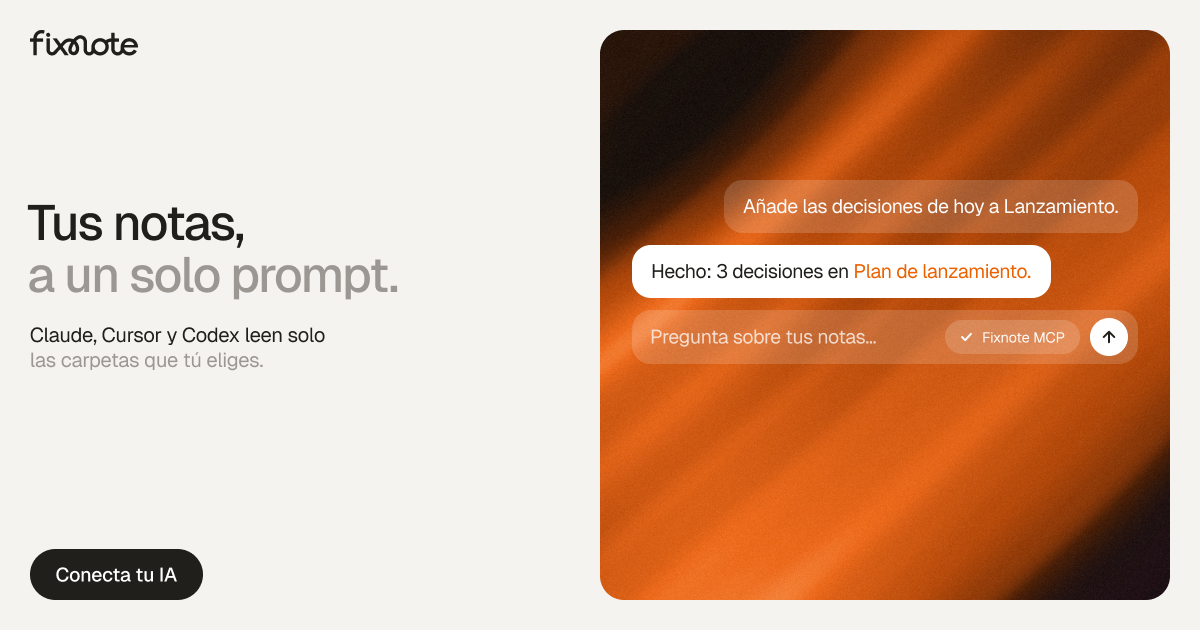 fixnote
Tus notas,
a un solo prompt.
Claude, Cursor y Codex leen solo
las carpetas que tú eliges.
Conecta tu IA
Añade las decisiones de hoy a Lanzamiento.
Hecho: 3 decisiones en Plan de lanzamiento.
Pregunta sobre tus notas...
Fixnote MCP